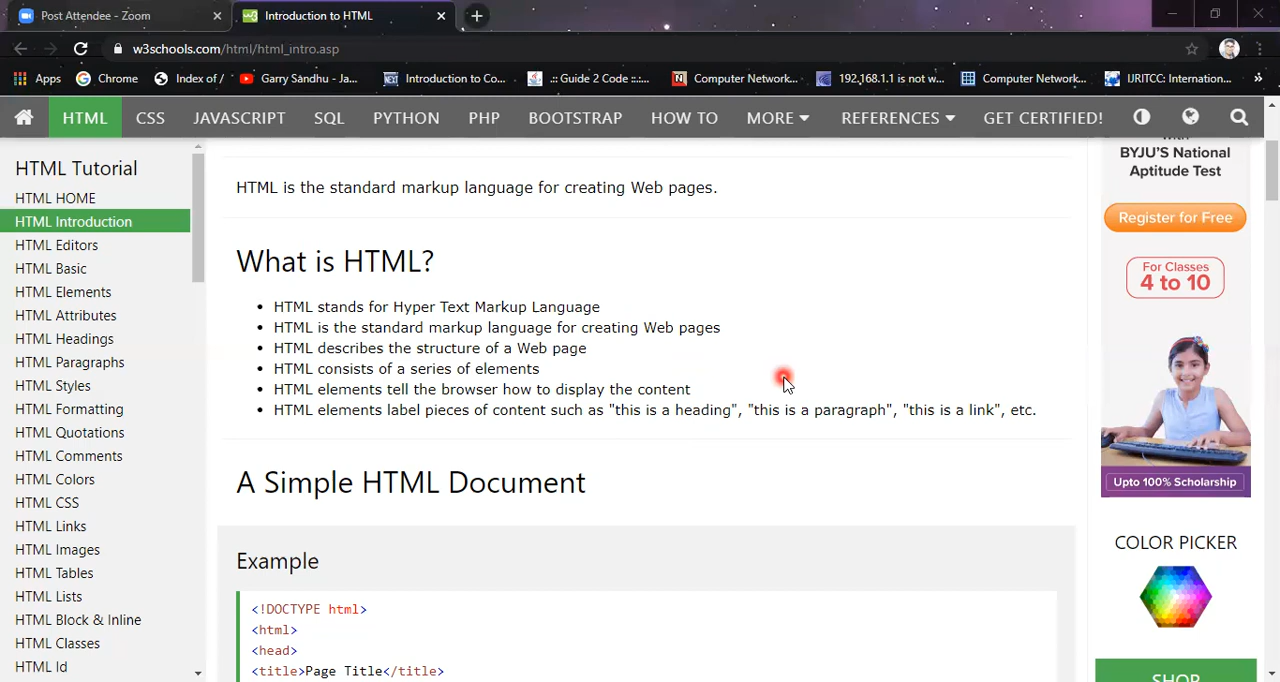 Post Attendee - Zoom
Introduction to HTML
w3schools.com/html/html_intro.asp
Apps
Chrome
Index of /
Garry Sandhu - Ja...
Introduction to Co...
.:: Guide 2 Code ::....
Computer Network...
192.168.1.1 is not w...
Computer Network...
IJRITCC: Internation...
HTML
CSS
JAVASCRIPT
SQL
PYTHON
PHP
BOOTSTRAP
HOW TO
MORE
REFERENCES
GET CERTIFIED!
HTML Tutorial
HTML HOME
HTML Introduction
HTML Editors
HTML Basic
HTML Elements
HTML Attributes
HTML Headings
HTML Paragraphs
HTML Styles
HTML Formatting
HTML Quotations
HTML Comments
HTML Colors
HTML CSS
HTML Links
HTML Images
HTML Tables
HTML Lists
HTML Block & Inline
HTML Classes
HTML Id
HTML is the standard markup language for creating Web pages.
What is HTML?
• HTML stands for Hyper Text Markup Language
• HTML is the standard markup language for creating Web pages
• HTML describes the structure of a Web page
• HTML consists of a series of elements
• HTML elements tell the browser how to display the content
• HTML elements label pieces of content such as "this is a heading", "this is a paragraph", "this is a link", etc.
A Simple HTML Document
Example
<!DOCTYPE html>
<html>
<head>
<title>Page Title</title>
with
BYJU'S National
Aptitude Test
Register for Free
For Classes
4 to 10
Upto 100% Scholarship
COLOR PICKER
SHOP